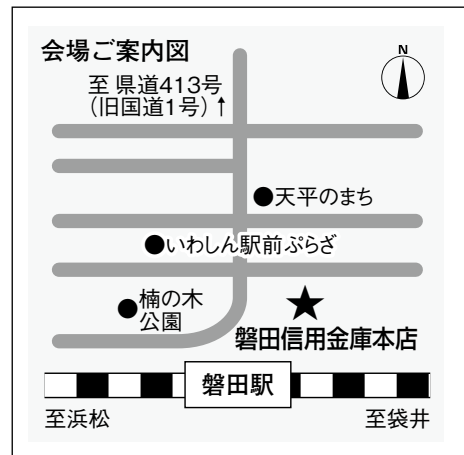 会場ご案内図
N
至 県道413号
(旧国道1号)↑
●天平のまち
●いわしん駅前ぷらざ
●楠の木
公園
★
磐田信用金庫本店
磐田駅
至浜松
至袋井